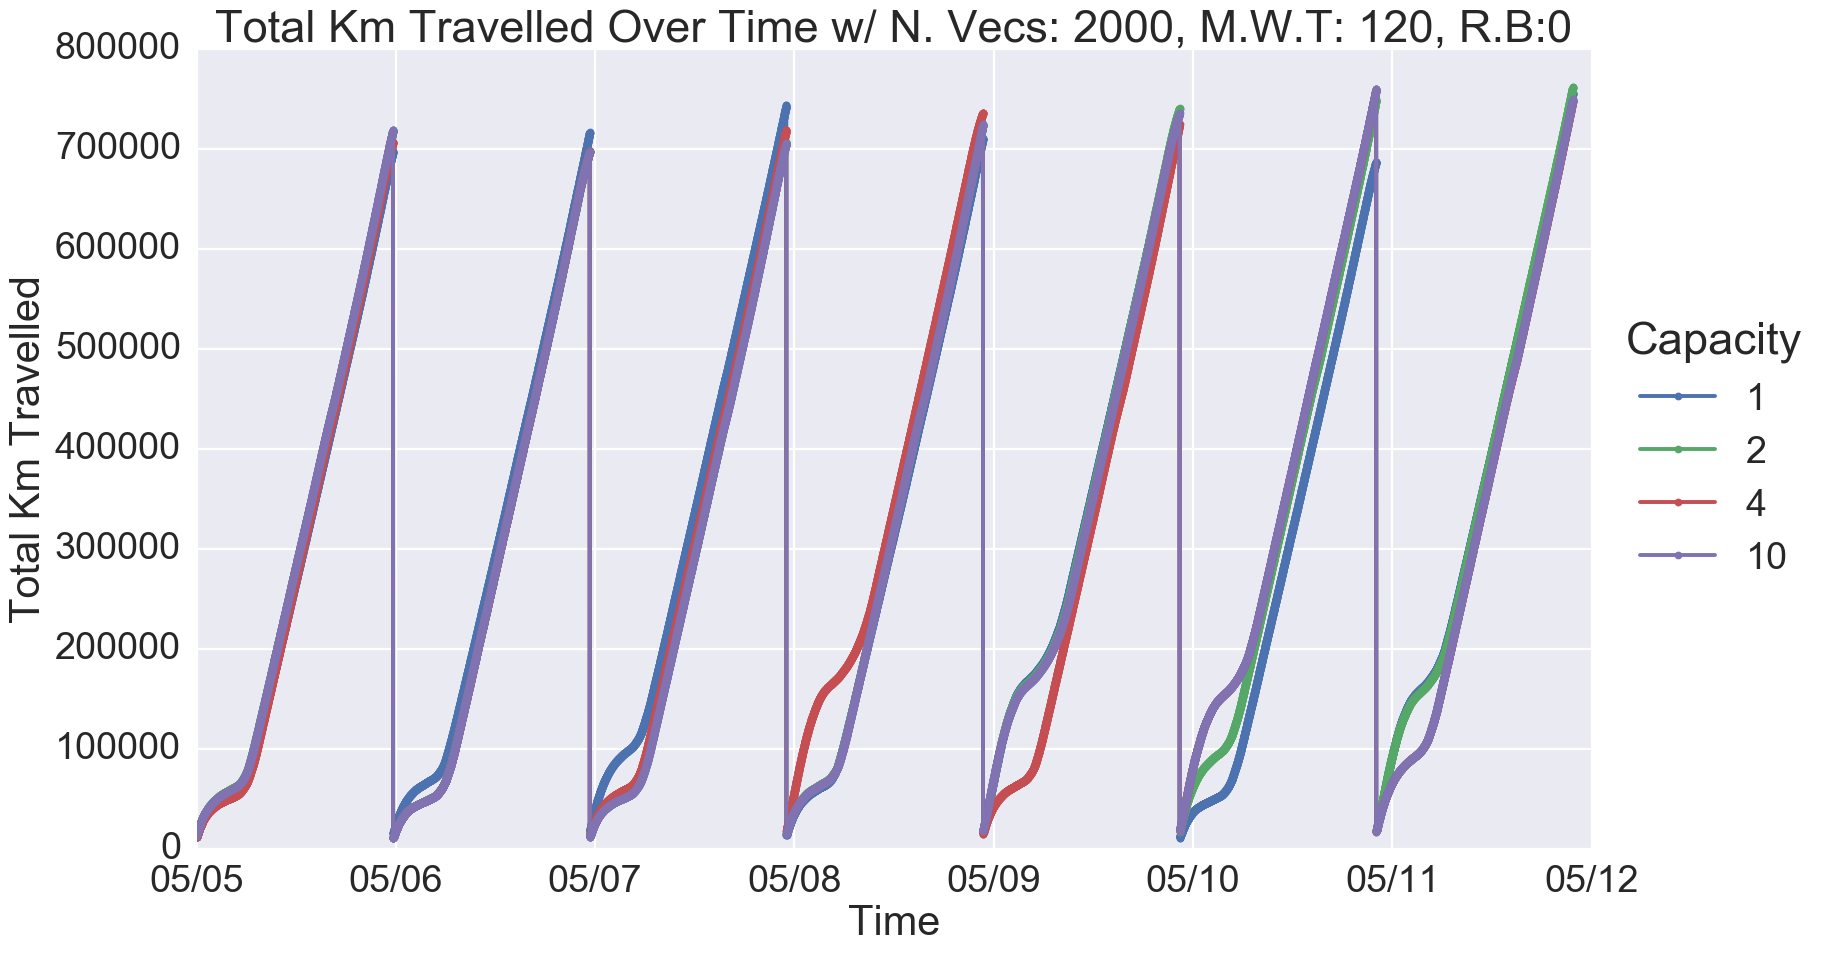 Total Km Travelled Over Time w/ N. Vecs: 2000, M.W.T: 120, R.B:0
800000
700000
600000
500000
400000
300000
200000
100000
0
Total Km Travelled
05/05 05/06 05/07 05/08 05/09 05/10 05/11 05/12
Time
Capacity
1
2
4
10